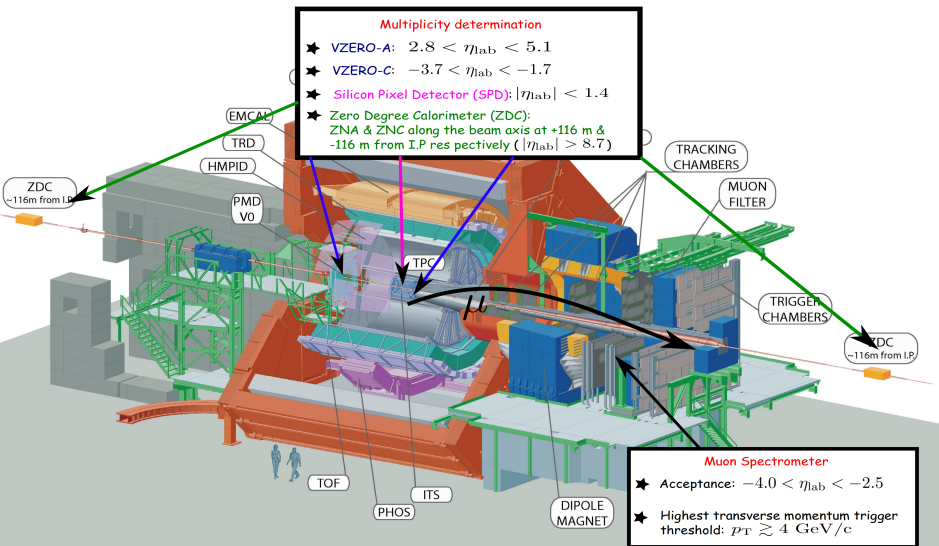 Multiplicity determination
★ VZERO-A: 2.8 < η_lab < 5.1
★ VZERO-C: −3.7 < η_lab < −1.7
★ Silicon Pixel Detector (SPD): |η_lab| < 1.4
★ Zero Degree Calorimeter (ZDC):
ZNA & ZNC along the beam axis at +116 m &
-116 m from I.P res pectively (|η_lab| > 8.7)
EMCAL
TRD
HMPID
PMD
V0
ZDC
~116m from I.P.
TPC
TRACKING
CHAMBERS
MUON
FILTER
TRIGGER
CHAMBERS
μ
ZDC
~116m from I.P.
TOF
PHOS
ITS
DIPOLE
MAGNET
Muon Spectrometer
★ Acceptance: −4.0 < η_lab < −2.5
★ Highest transverse momentum trigger
threshold: p_T ≳ 4 GeV/c